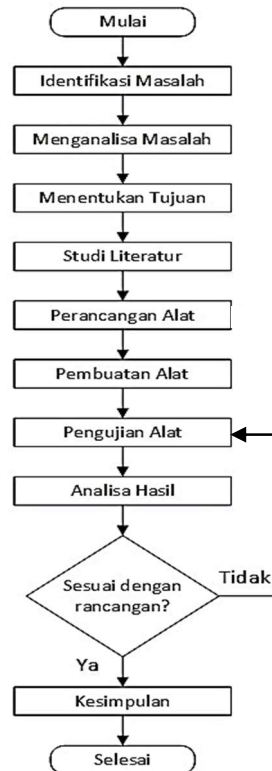 Mulai
Identifikasi Masalah
Menganalisa Masalah
Menentukan Tujuan
Studi Literatur
Perancangan Alat
Pembuatan Alat
Pengujian Alat
Analisa Hasil
Sesuai dengan
rancangan?
Tidak
Ya
Kesimpulan
Selesai